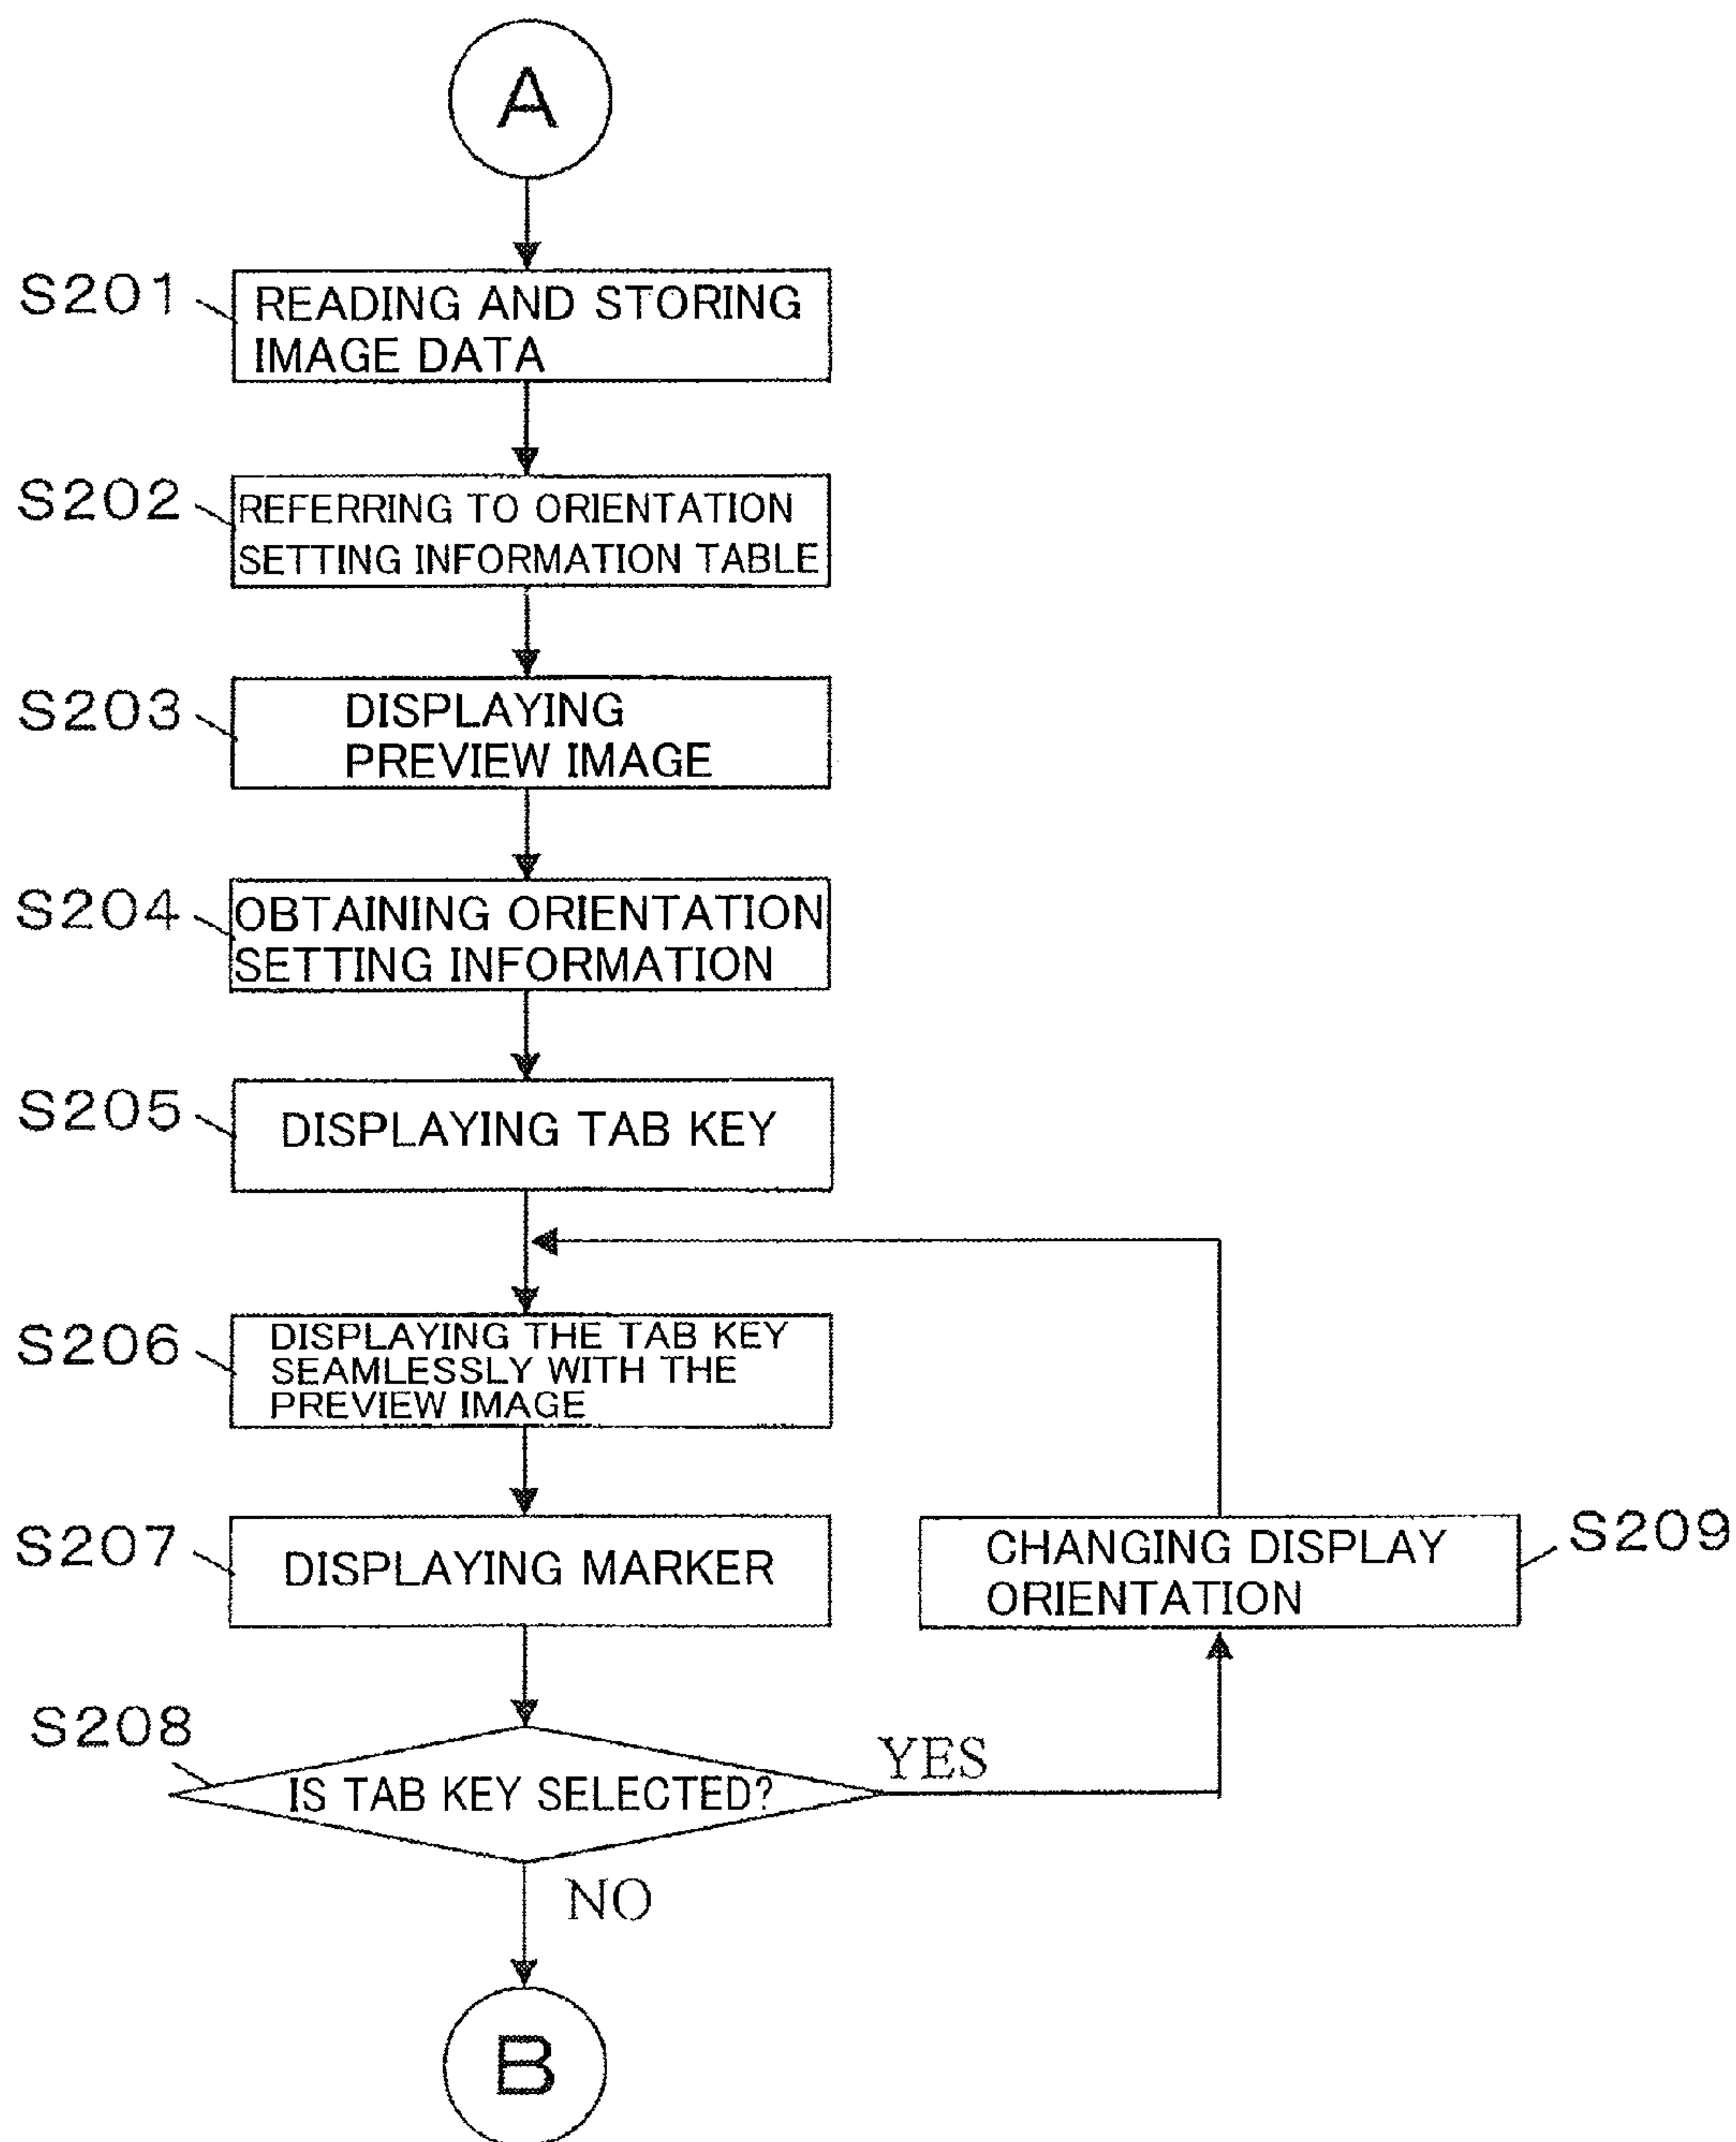 A
S201
READING AND STORING
IMAGE DATA
S202
REFERRING TO ORIENTATION
SETTING INFORMATION TABLE
S203
DISPLAYING
PREVIEW IMAGE
S204
OBTAINING ORIENTATION
SETTING INFORMATION
S205
DISPLAYING TAB KEY
S206
DISPLAYING THE TAB KEY
SEAMLESSLY WITH THE
PREVIEW IMAGE
S207
DISPLAYING MARKER
CHANGING DISPLAY
ORIENTATION
S209
S208
IS TAB KEY SELECTED?
YES
NO
B